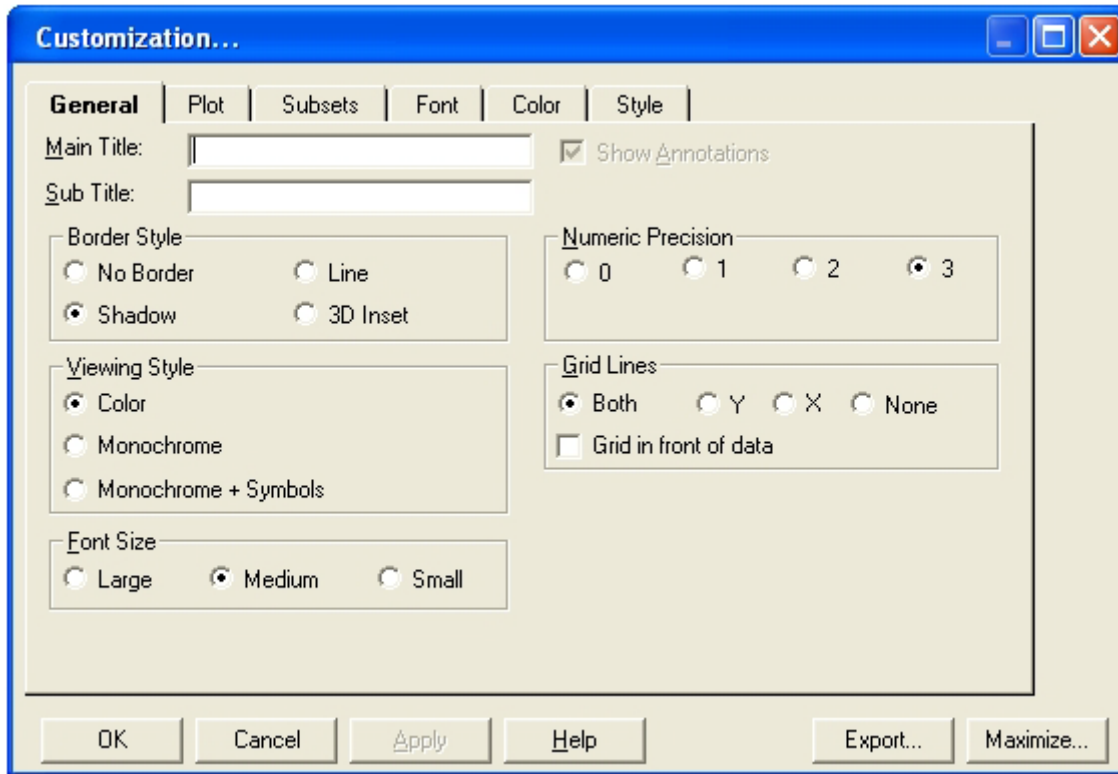 Customization...
General Plot Subsets Font Color Style
Main Title: Show Annotations
Sub Title:
Border Style
No Border Line
Shadow 3D Inset
Numeric Precision
0 1 2 3
Viewing Style
Color
Monochrome
Monochrome + Symbols
Grid Lines
Both Y X None
Grid in front of data
Font Size
Large Medium Small
OK Cancel Apply Help Export... Maximize...